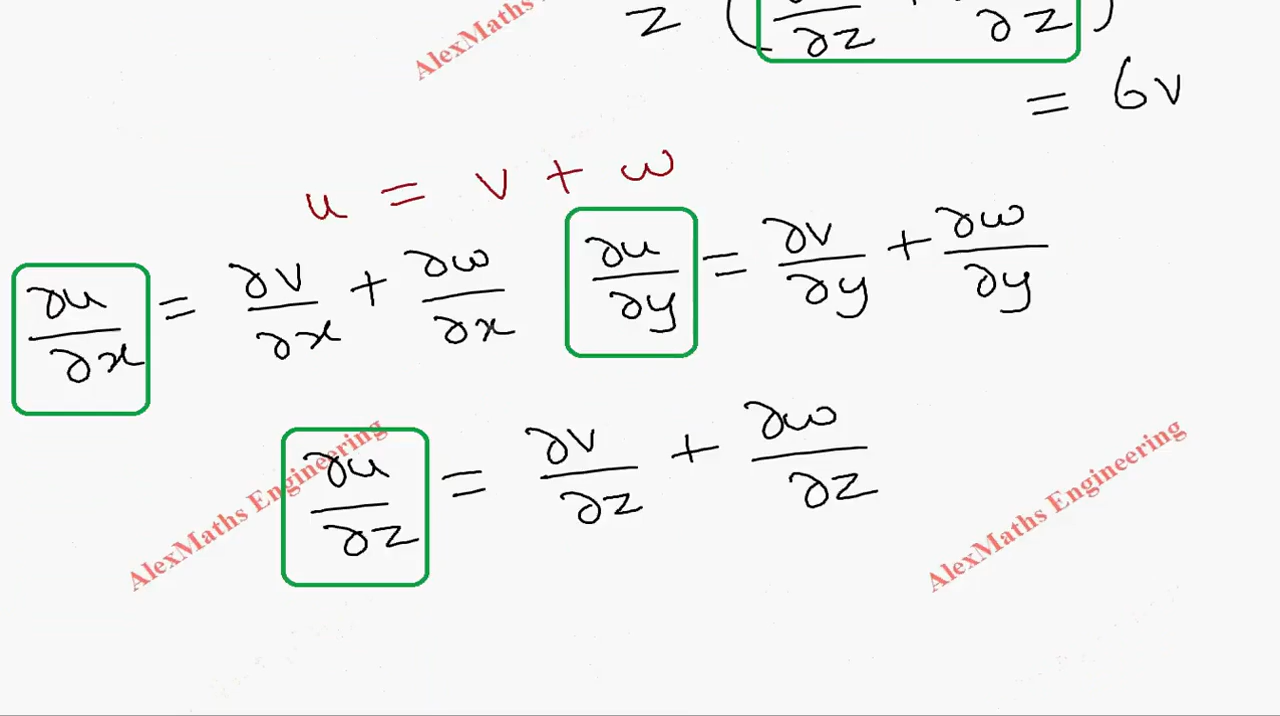 AlexMaths Engineering
z ( ∂/∂z + ∂z )
= 6v
u = v + w
∂u/∂x = ∂v/∂x + ∂w/∂x   ∂u/∂y = ∂v/∂y + ∂w/∂y
∂u/∂z = ∂v/∂z + ∂w/∂z
AlexMaths Engineering
AlexMaths Engineering